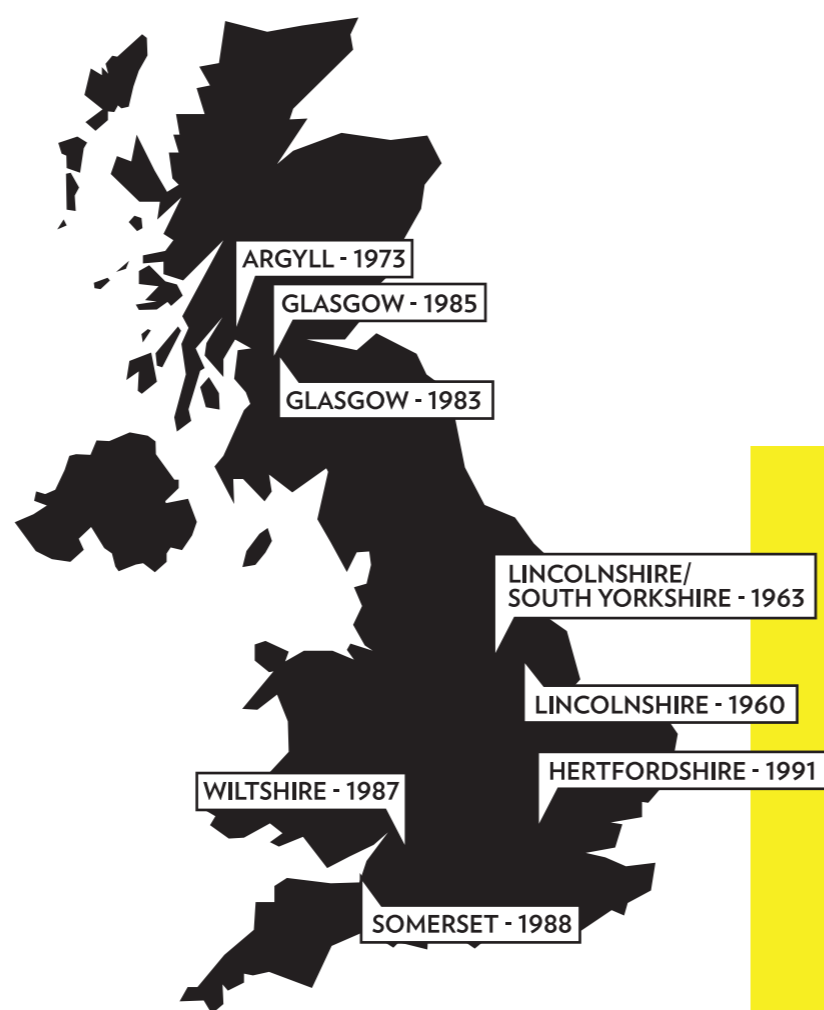 ARGYLL - 1973
GLASGOW - 1985
GLASGOW - 1983
LINCOLNSHIRE/
SOUTH YORKSHIRE - 1963
LINCOLNSHIRE - 1960
HERTFORDSHIRE - 1991
WILTSHIRE - 1987
SOMERSET - 1988